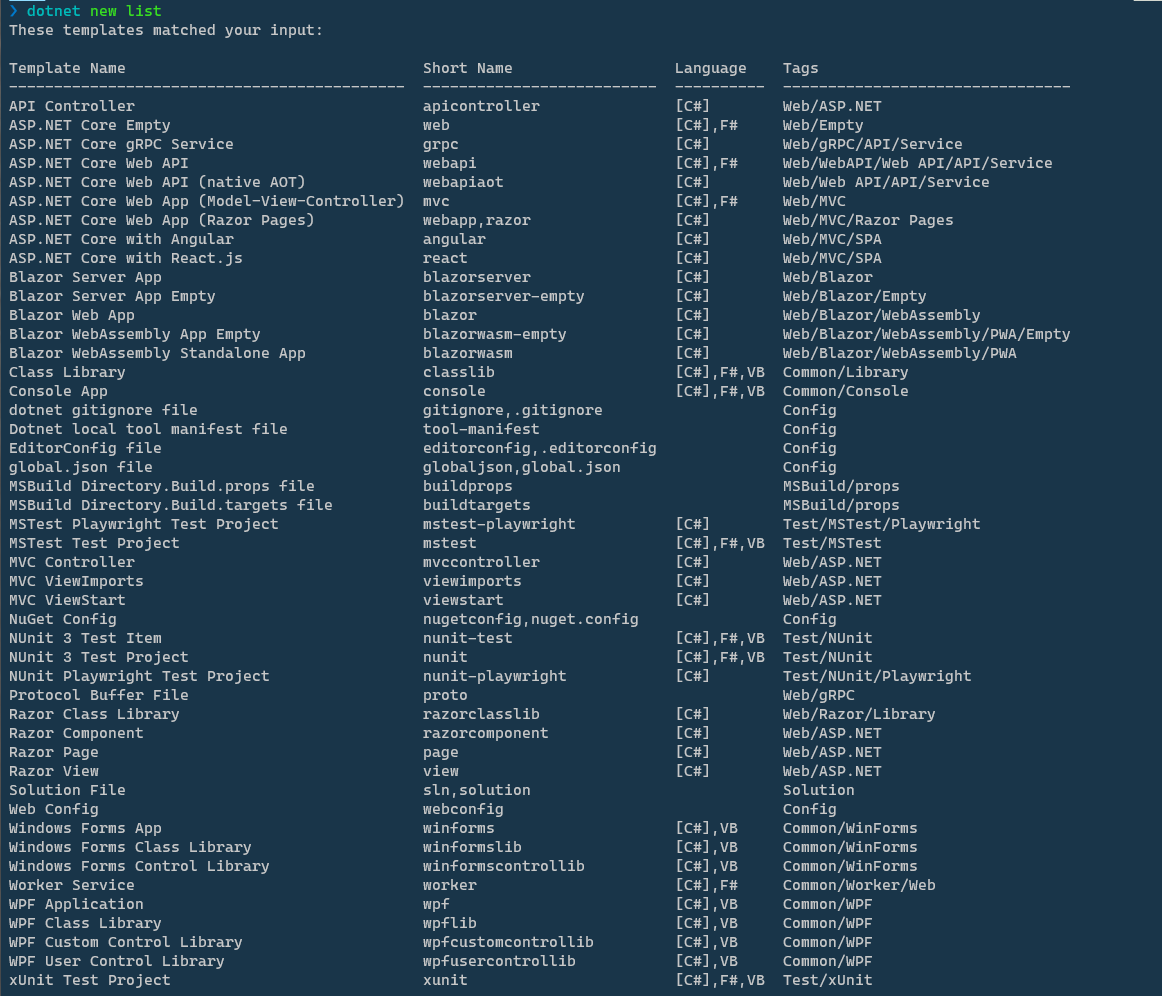 ❯ dotnet new list
These templates matched your input:

Template Name                                 Short Name                  Language    Tags
--------------------------------------------  --------------------------  ----------  --------------------------------
API Controller                                apicontroller               [C#]        Web/ASP.NET
ASP.NET Core Empty                            web                         [C#],F#     Web/Empty
ASP.NET Core gRPC Service                     grpc                        [C#]        Web/gRPC/API/Service
ASP.NET Core Web API                          webapi                      [C#],F#     Web/WebAPI/Web API/API/Service
ASP.NET Core Web API (native AOT)             webapiaot                   [C#]        Web/Web API/API/Service
ASP.NET Core Web App (Model-View-Controller)  mvc                         [C#],F#     Web/MVC
ASP.NET Core Web App (Razor Pages)            webapp,razor                [C#]        Web/MVC/Razor Pages
ASP.NET Core with Angular                     angular                     [C#]        Web/MVC/SPA
ASP.NET Core with React.js                    react                       [C#]        Web/MVC/SPA
Blazor Server App                             blazorserver                [C#]        Web/Blazor
Blazor Server App Empty                       blazorserver-empty          [C#]        Web/Blazor/Empty
Blazor Web App                                blazor                      [C#]        Web/Blazor/WebAssembly
Blazor WebAssembly App Empty                  blazorwasm-empty            [C#]        Web/Blazor/WebAssembly/PWA/Empty
Blazor WebAssembly Standalone App             blazorwasm                  [C#]        Web/Blazor/WebAssembly/PWA
Class Library                                 classlib                    [C#],F#,VB  Common/Library
Console App                                   console                     [C#],F#,VB  Common/Console
dotnet gitignore file                         gitignore,.gitignore                    Config
Dotnet local tool manifest file               tool-manifest                           Config
EditorConfig file                             editorconfig,.editorconfig              Config
global.json file                              globaljson,global.json                  Config
MSBuild Directory.Build.props file            buildprops                              MSBuild/props
MSBuild Directory.Build.targets file          buildtargets                            MSBuild/props
MSTest Playwright Test Project                mstest-playwright           [C#]        Test/MSTest/Playwright
MSTest Test Project                           mstest                      [C#],F#,VB  Test/MSTest
MVC Controller                                mvccontroller               [C#]        Web/ASP.NET
MVC ViewImports                               viewimports                 [C#]        Web/ASP.NET
MVC ViewStart                                 viewstart                   [C#]        Web/ASP.NET
NuGet Config                                  nugetconfig,nuget.config                Config
NUnit 3 Test Item                             nunit-test                  [C#],F#,VB  Test/NUnit
NUnit 3 Test Project                          nunit                       [C#],F#,VB  Test/NUnit
NUnit Playwright Test Project                 nunit-playwright            [C#]        Test/NUnit/Playwright
Protocol Buffer File                          proto                                   Web/gRPC
Razor Class Library                           razorclasslib               [C#]        Web/Razor/Library
Razor Component                               razorcomponent              [C#]        Web/ASP.NET
Razor Page                                    page                        [C#]        Web/ASP.NET
Razor View                                    view                        [C#]        Web/ASP.NET
Solution File                                 sln,solution                            Solution
Web Config                                    webconfig                               Config
Windows Forms App                             winforms                    [C#],VB     Common/WinForms
Windows Forms Class Library                   winformslib                 [C#],VB     Common/WinForms
Windows Forms Control Library                 winformscontrollib          [C#],VB     Common/WinForms
Worker Service                                worker                      [C#],F#     Common/Worker/Web
WPF Application                               wpf                         [C#],VB     Common/WPF
WPF Class Library                             wpflib                      [C#],VB     Common/WPF
WPF Custom Control Library                    wpfcustomcontrollib         [C#],VB     Common/WPF
WPF User Control Library                      wpfusercontrollib           [C#],VB     Common/WPF
xUnit Test Project                            xunit                       [C#],F#,VB  Test/xUnit